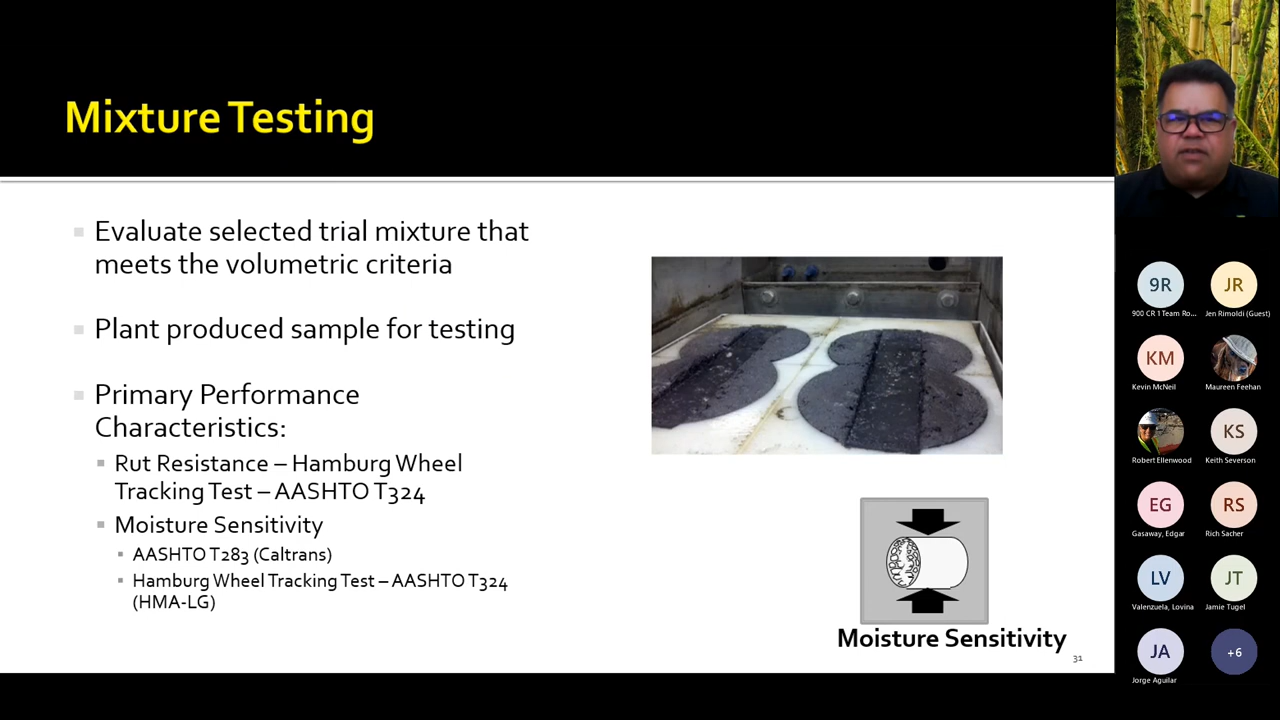 Mixture Testing
Evaluate selected trial mixture that
meets the volumetric criteria
Plant produced sample for testing
Primary Performance
Characteristics:
Rut Resistance – Hamburg Wheel
Tracking Test – AASHTO T324
Moisture Sensitivity
AASHTO T283 (Caltrans)
Hamburg Wheel Tracking Test – AASHTO T324
(HMA-LG)
Moisture Sensitivity
31
9R
JR
900 CR 1 Team Ro...
Jen Rimoldi (Guest)
KM
Kevin McNeil
Maureen Feehan
KS
Robert Ellenwood
Keith Severson
EG
RS
Gasaway, Edgar
Rich Sacher
LV
JT
Valenzuela, Lovina
Jamie Tugel
JA
+6
Jorge Aguilar